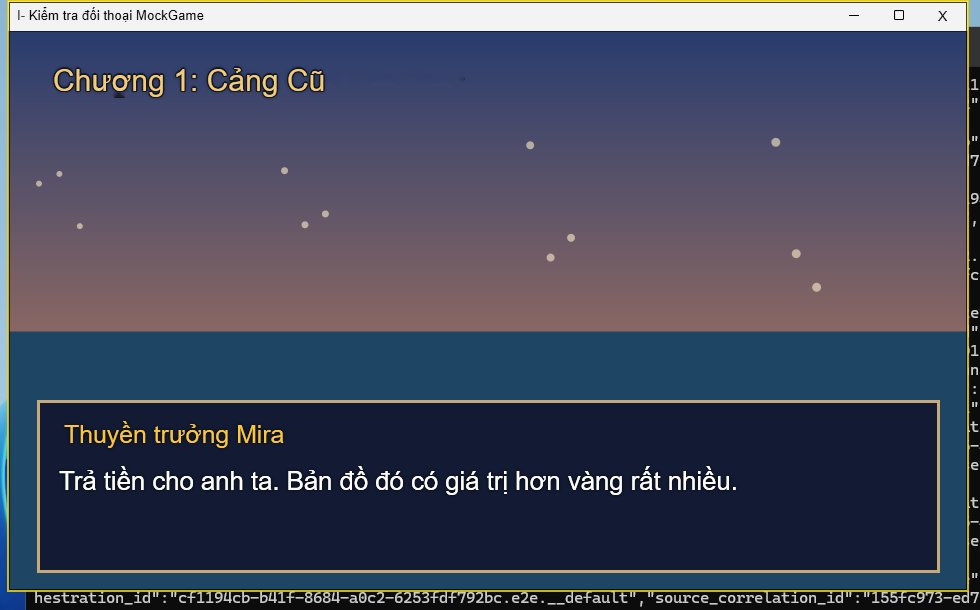 I- Kiểm tra đối thoại MockGame
Chương 1: Cảng Cũ
Thuyền trưởng Mira
Trả tiền cho anh ta. Bản đồ đó có giá trị hơn vàng rất nhiều.
hestration_id":"cf1194cb-b41f-8684-a0c2-6253fdf792bc.e2e.__default","source_correlation_id":"155fc973-ed